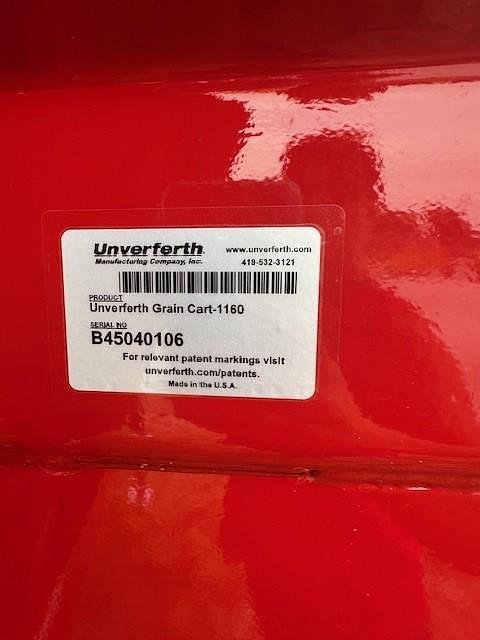 Unverferth www.unverferth.com
Manufacturing Company, Inc. 419-532-3121
PRODUCT
Unverferth Grain Cart-1160
SERIAL NO
B45040106
For relevant patent markings visit
unverferth.com/patents.
Made in the U.S.A.